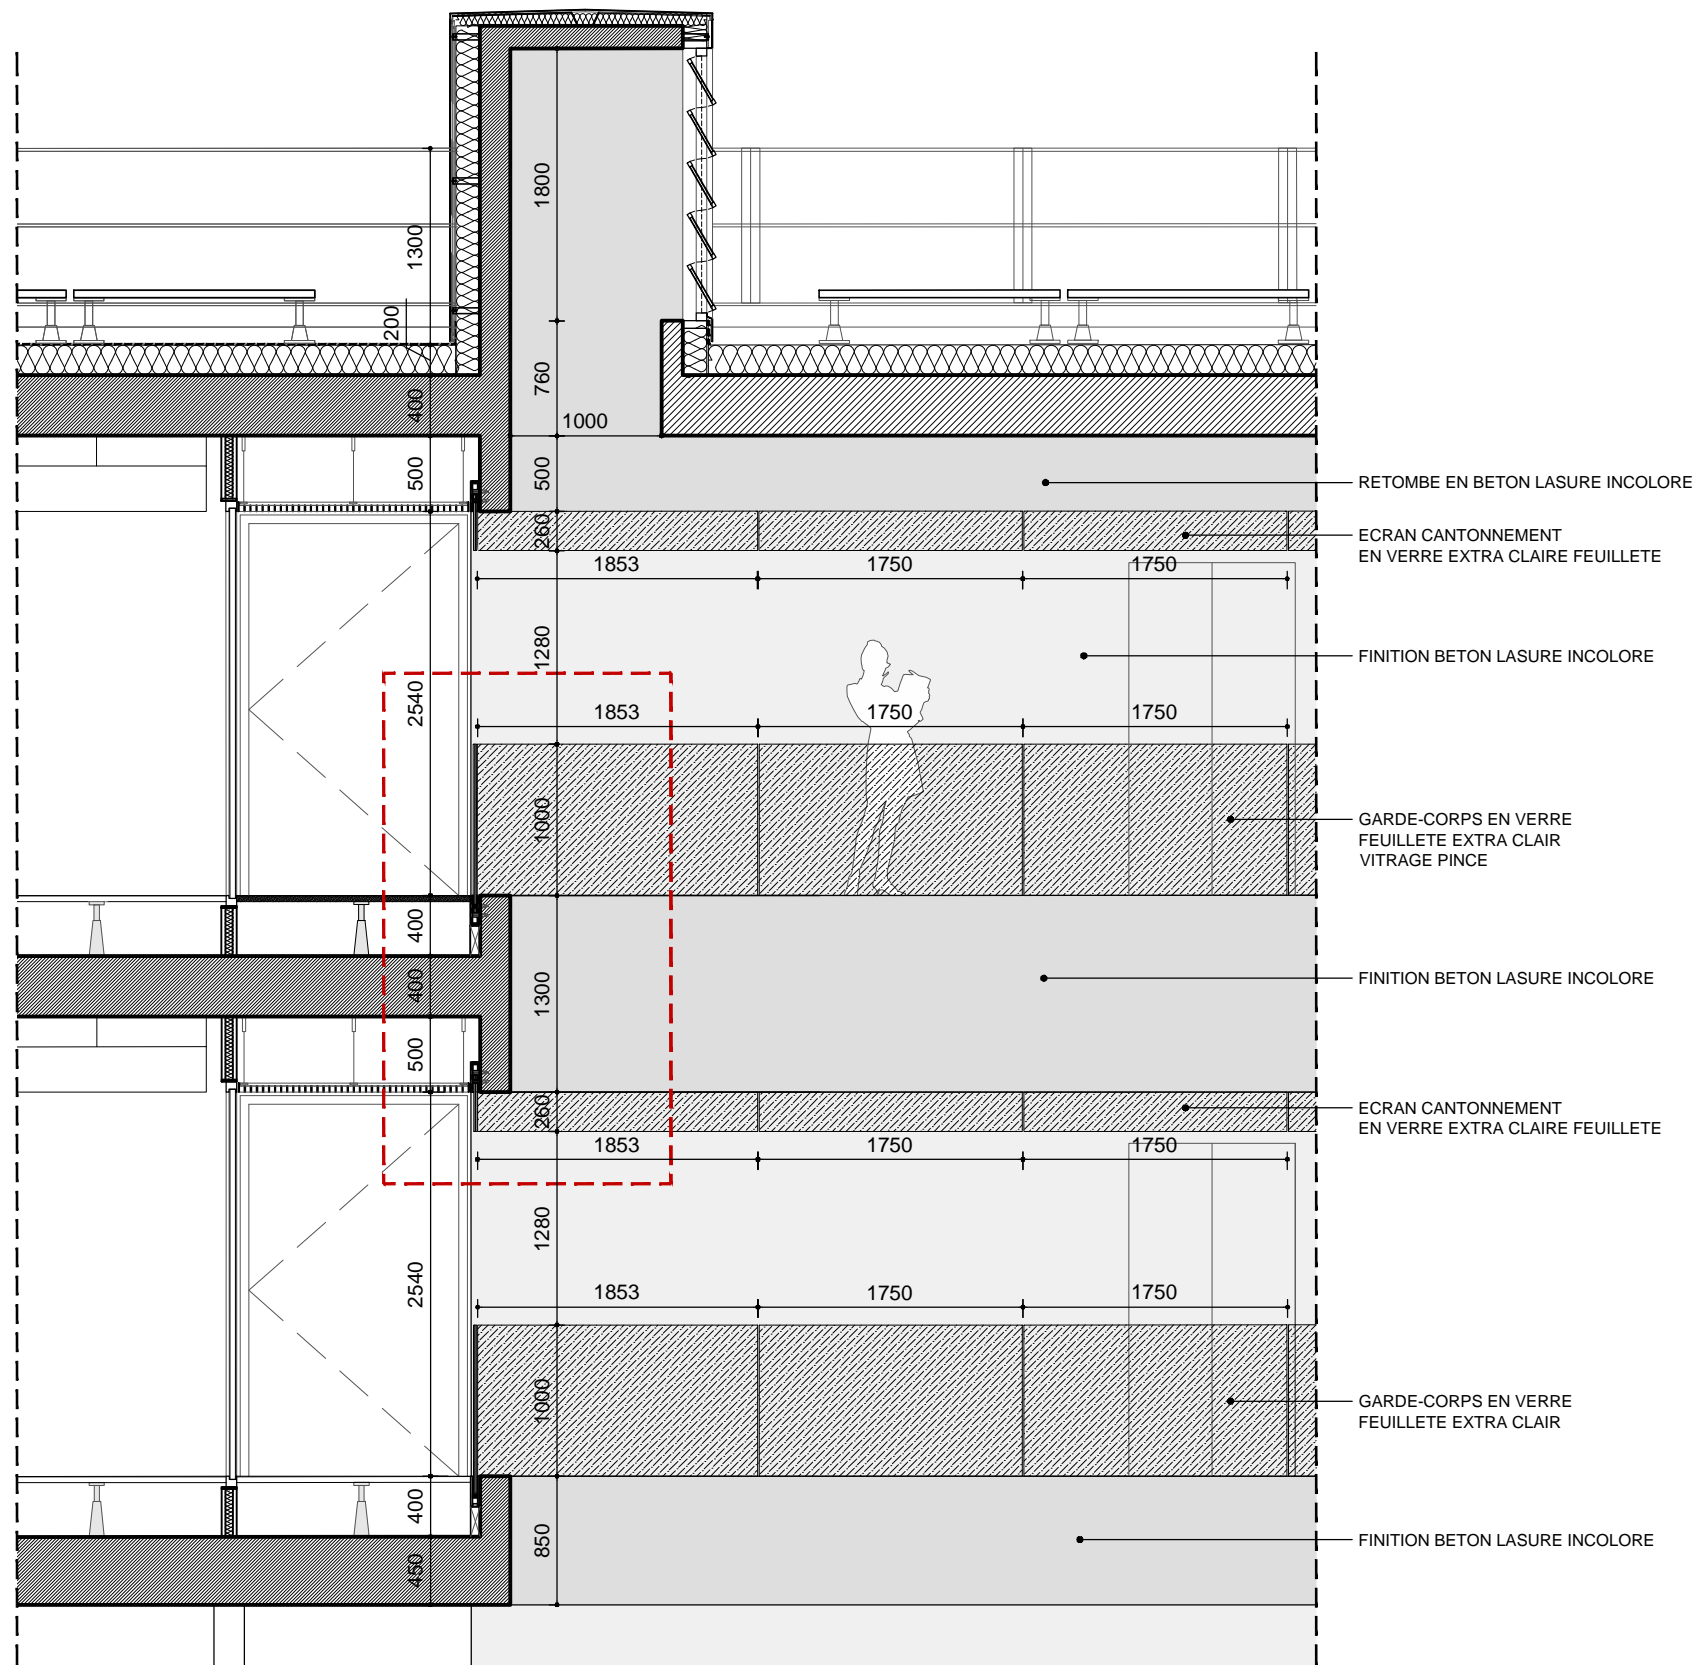 1800
1300
200
760
400
1000
500
500
RETOMBE EN BETON LASURE INCOLORE
260
ECRAN CANTONNEMENT
EN VERRE EXTRA CLAIRE FEUILLETE
1853
1750
1750
1280
FINITION BETON LASURE INCOLORE
2540
1853
1750
1750
1000
GARDE-CORPS EN VERRE
FEUILLETE EXTRA CLAIR
VITRAGE PINCE
400
400
1300
FINITION BETON LASURE INCOLORE
500
260
ECRAN CANTONNEMENT
EN VERRE EXTRA CLAIRE FEUILLETE
1853
1750
1750
1280
2540
1853
1750
1750
1000
GARDE-CORPS EN VERRE
FEUILLETE EXTRA CLAIR
400
850
FINITION BETON LASURE INCOLORE
450